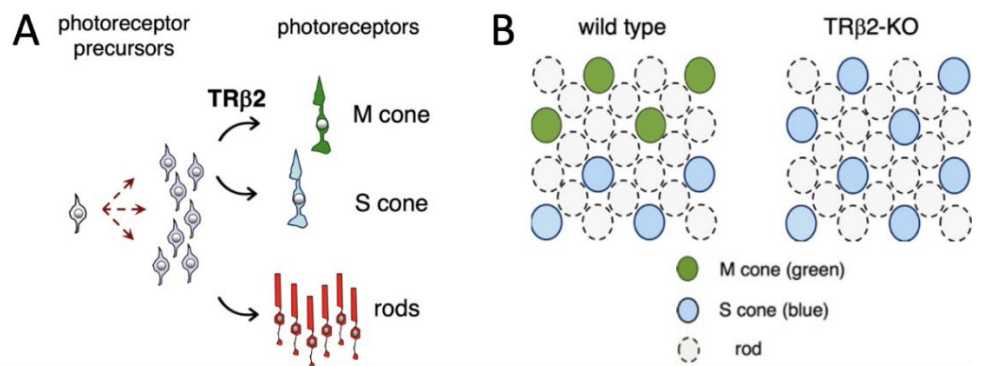 A
photoreceptor
precursors
photoreceptors
TRβ2
M cone
S cone
rods
B
wild type
TRβ2-KO
M cone (green)
S cone (blue)
rod